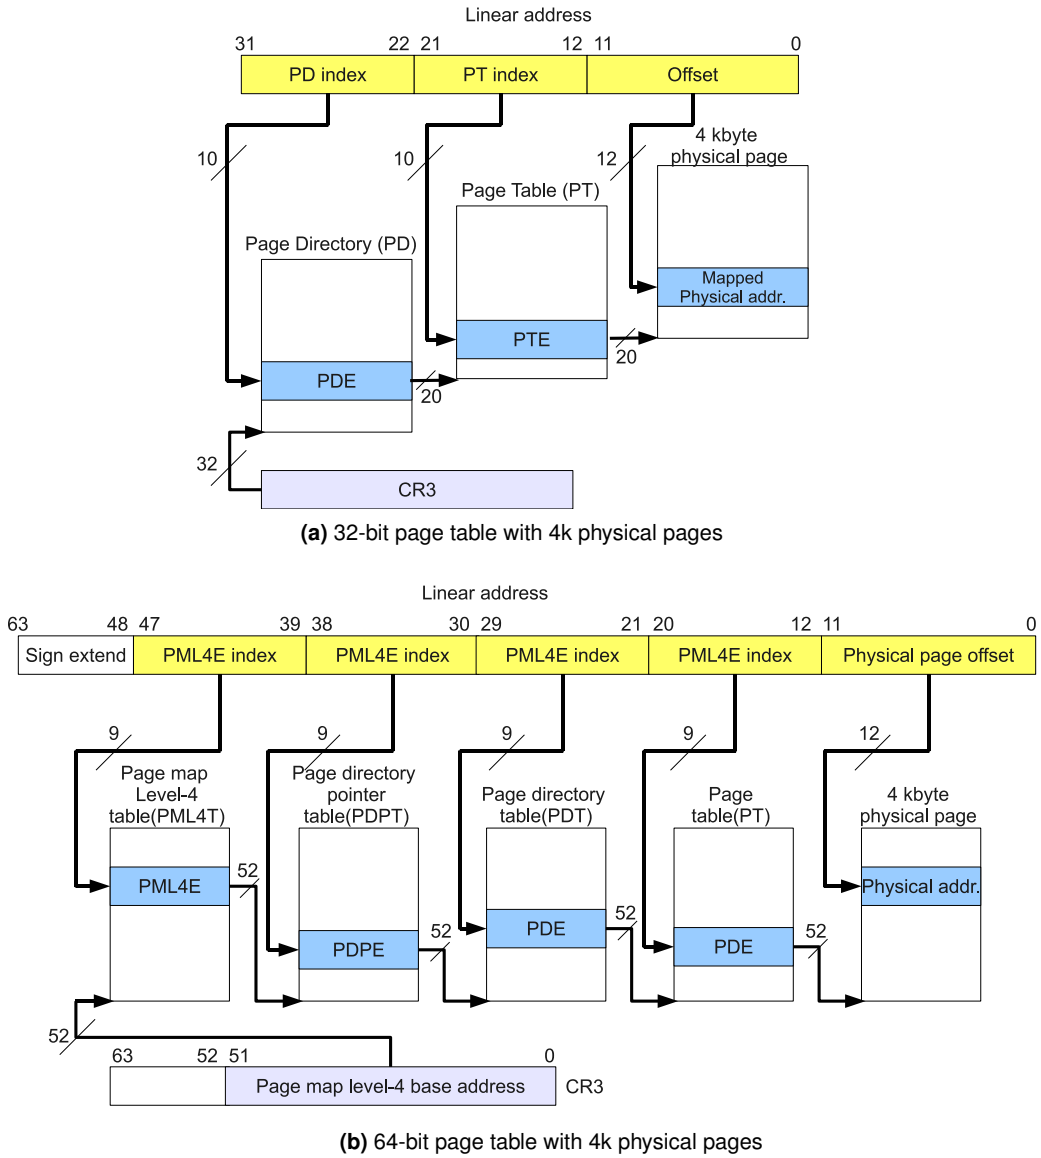 Linear address
31 22 21 12 11 0
PD index PT index Offset
10 10 12
4 kbyte
physical page
Page Table (PT)
Page Directory (PD)
Mapped
Physical addr.
PTE
20
PDE
20
32
CR3
(a) 32-bit page table with 4k physical pages
Linear address
63 48 47 39 38 30 29 21 20 12 11 0
Sign extend PML4E index PML4E index PML4E index PML4E index Physical page offset
9 9 9 9 12
Page map
Level-4
table(PML4T)
Page directory
pointer
table(PDPT)
Page directory
table(PDT)
Page
table(PT)
4 kbyte
physical page
PML4E 52
PDPE 52
PDE 52
PDE 52
Physical addr.
52
63 52 51 0
Page map level-4 base address CR3
(b) 64-bit page table with 4k physical pages